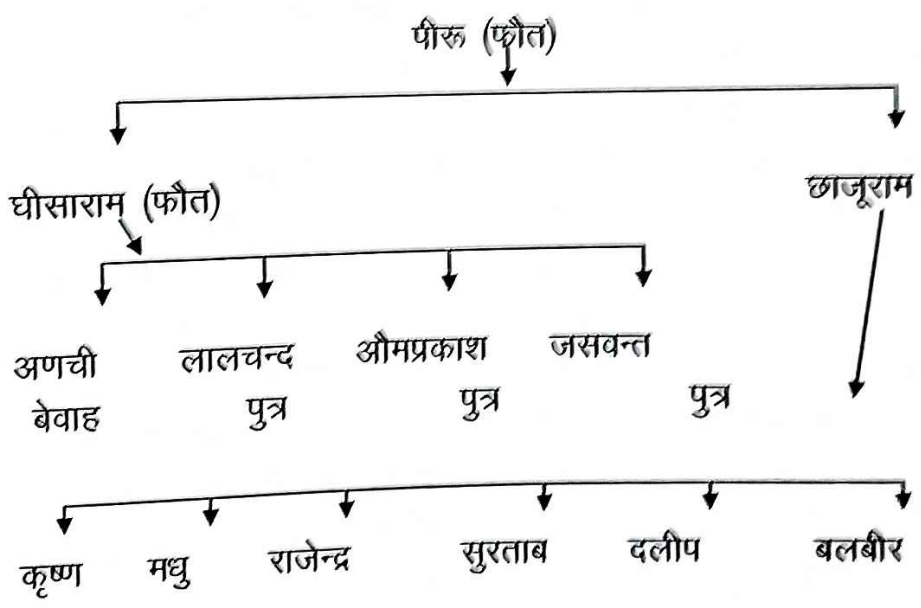 पीरू (फौत)
घीसाराम (फौत) छाजूराम
अणची लालचन्द औमप्रकाश जसवन्त
बेवाह पुत्र पुत्र पुत्र
कृष्ण मधु राजेन्द्र सुरताब दलीप बलबीर